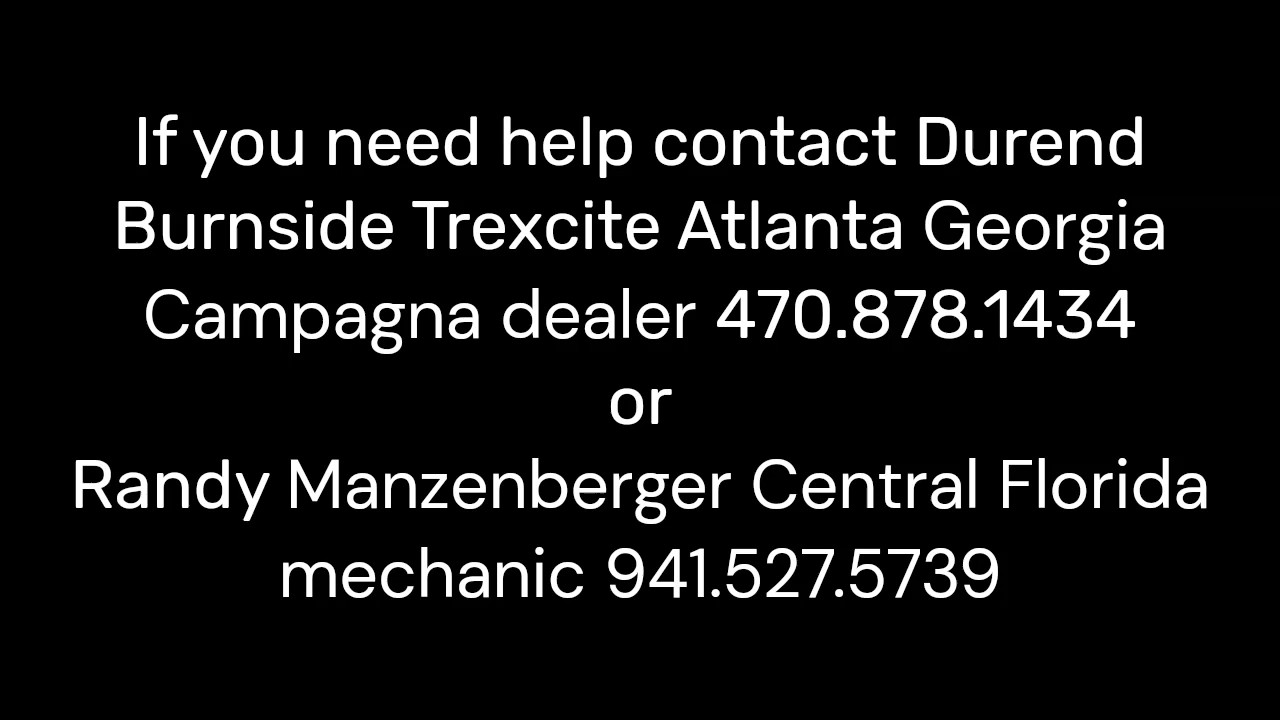 If you need help contact Durend
Burnside Trexcite Atlanta Georgia
Campagna dealer 470.878.1434
or
Randy Manzenberger Central Florida
mechanic 941.527.5739